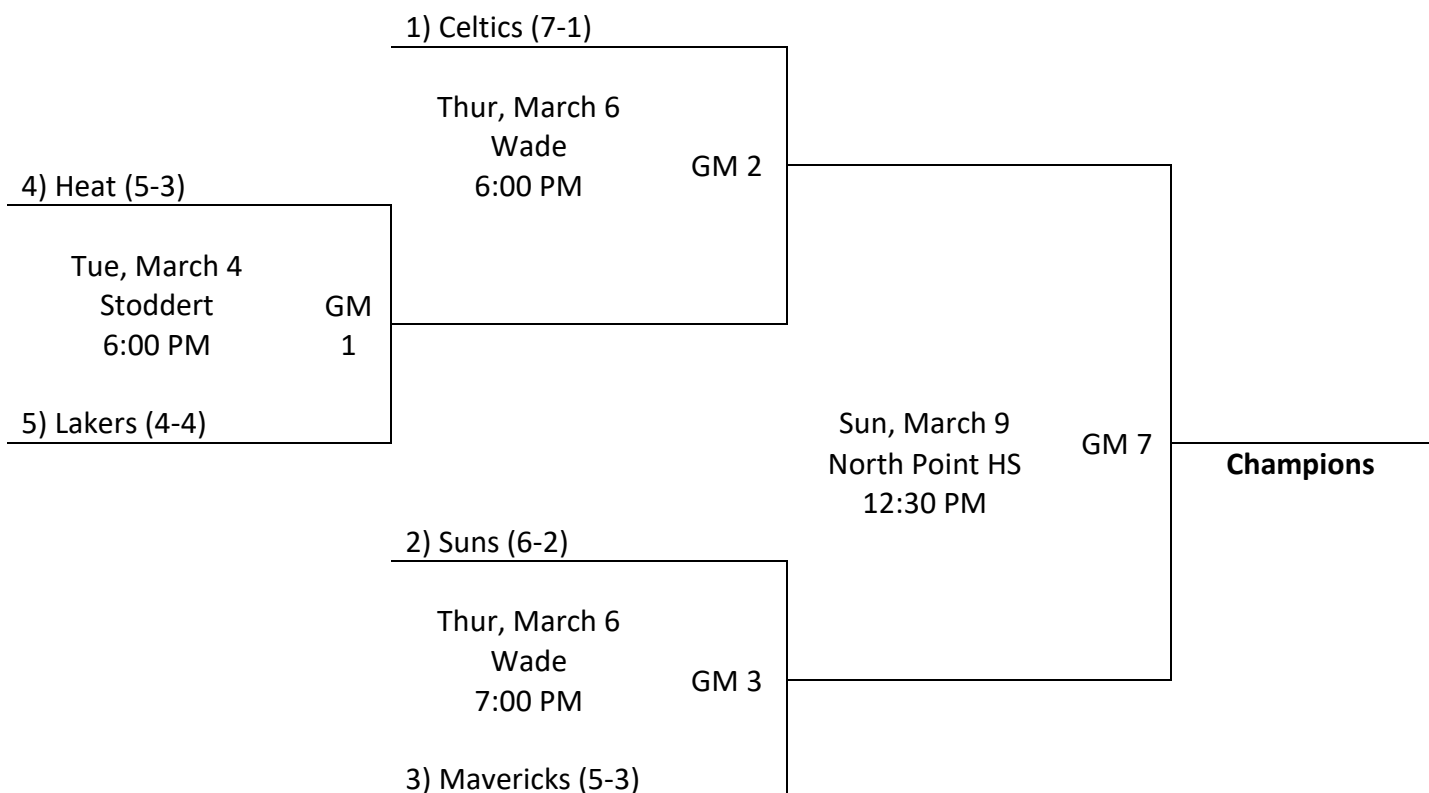 1) Celtics (7-1)
Thur, March 6
Wade
6:00 PM
GM 2
4) Heat (5-3)
Tue, March 4
Stoddert
6:00 PM
GM
1
5) Lakers (4-4)
Sun, March 9
North Point HS
12:30 PM
GM 7
Champions
2) Suns (6-2)
Thur, March 6
Wade
7:00 PM
GM 3
3) Mavericks (5-3)